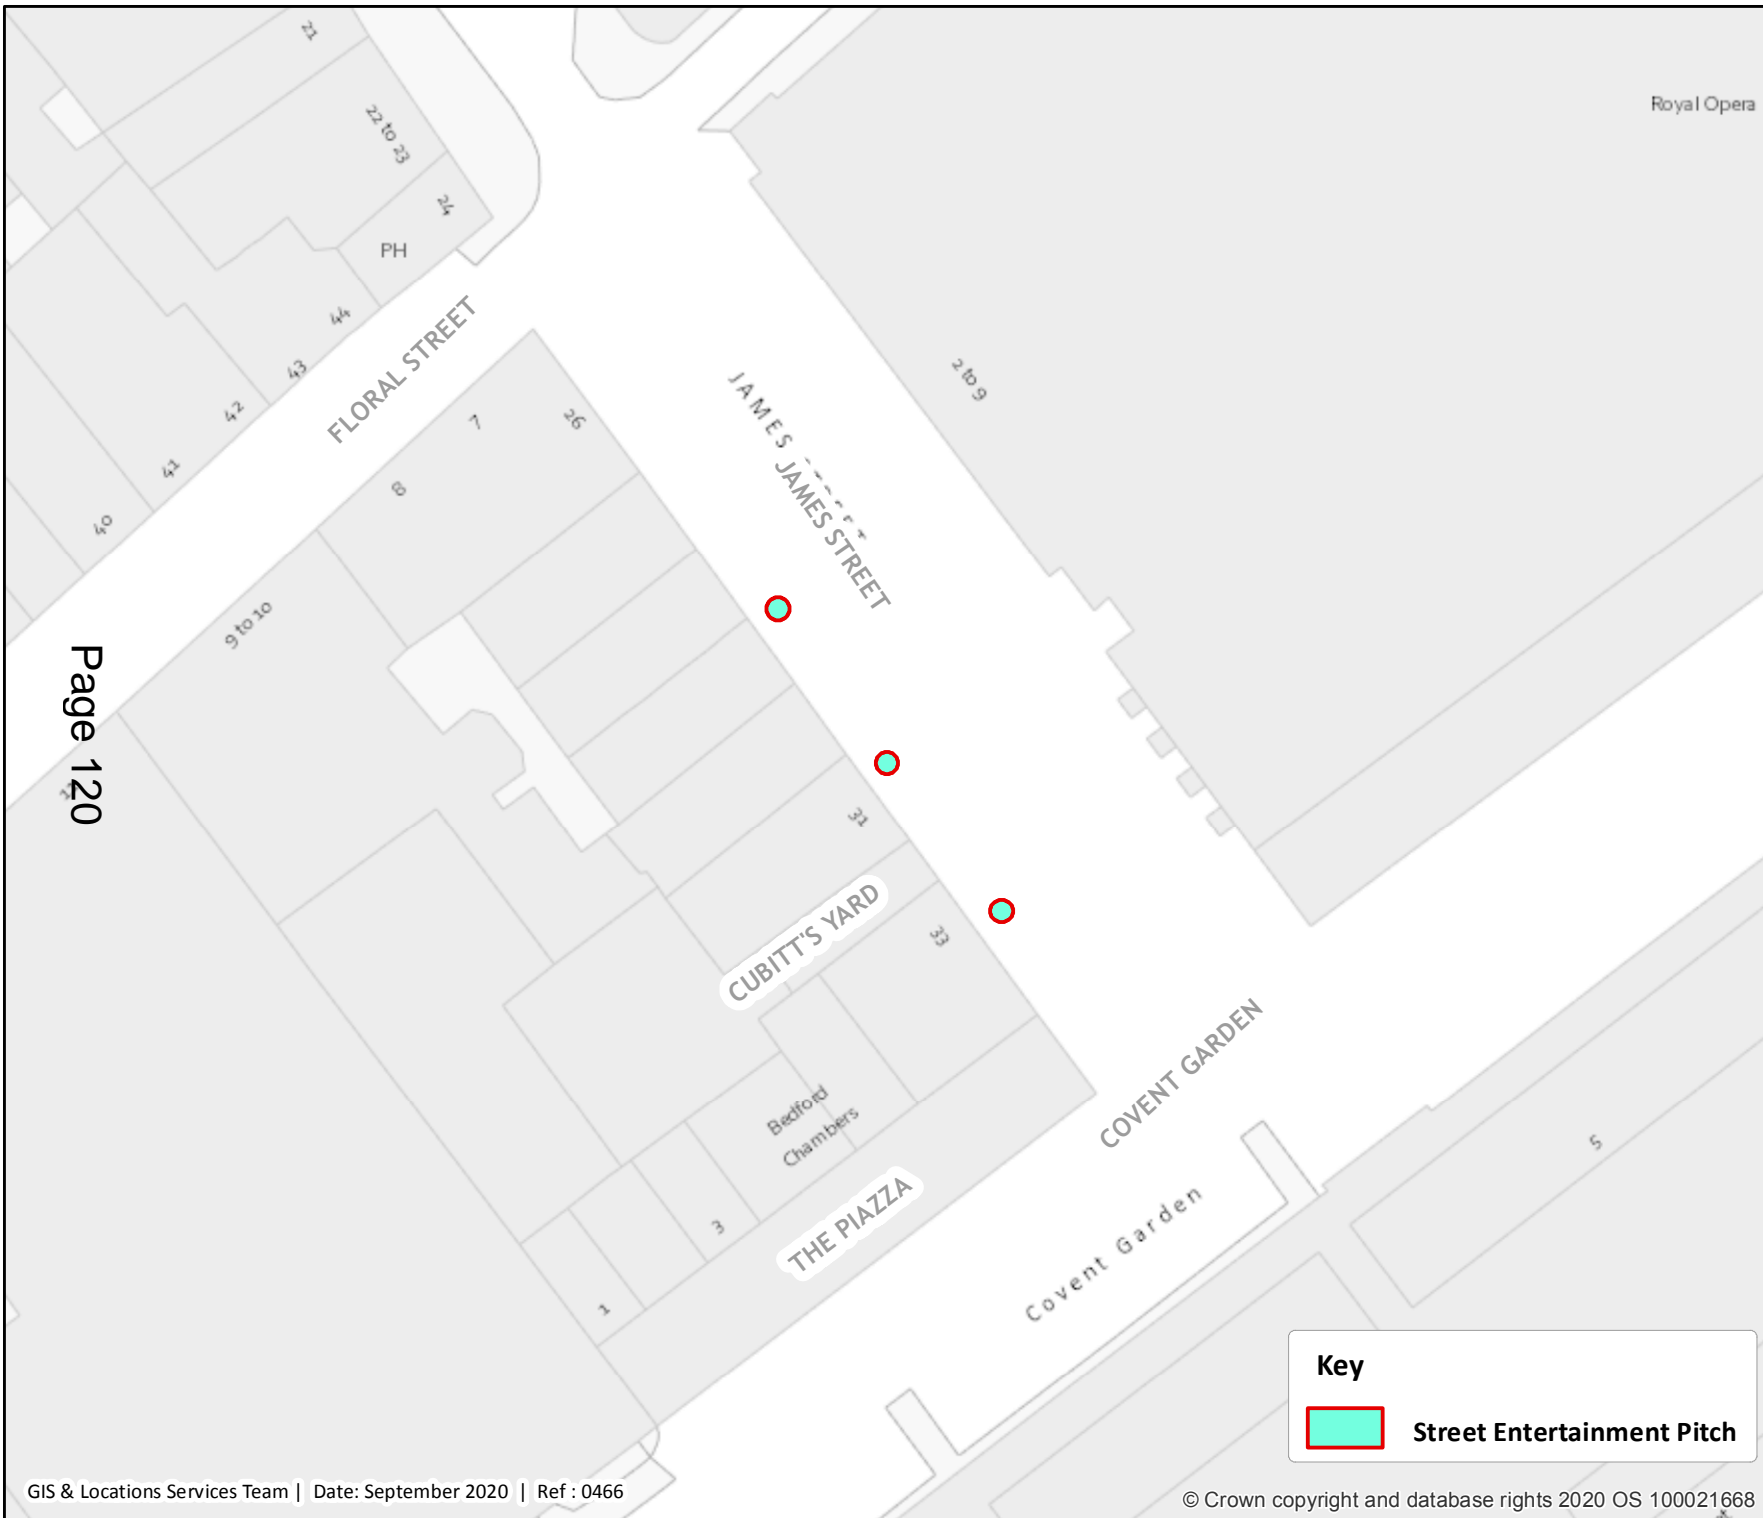 21
22 to 23
24
PH
Royal Opera
44
43
42
41
40
FLORAL STREET
7
26
8
9 to 10
JAMES
JAMES STREET
2 to 9
Page 120
31
CUBITT'S YARD
33
Bedford
Chambers
3
1
THE PIAZZA
COVENT GARDEN
Covent Garden
5
Key
Street Entertainment Pitch
GIS & Locations Services Team | Date: September 2020 | Ref : 0466
© Crown copyright and database rights 2020 OS 100021668